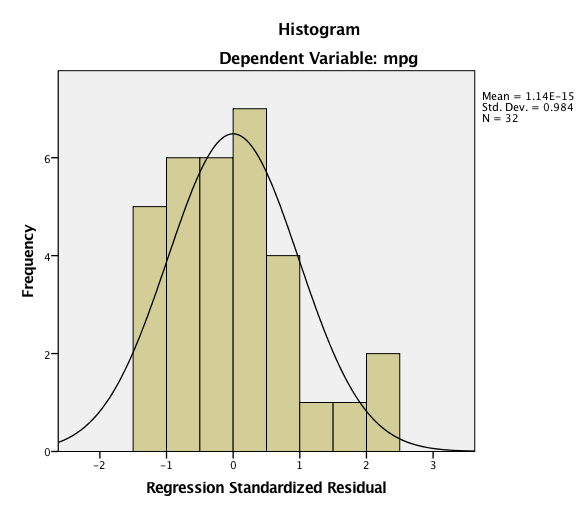 Histogram
Dependent Variable: mpg
Mean = 1.14E-15
Std. Dev. = 0.984
N = 32
Frequency
6
4
2
0
-2 -1 0 1 2 3
Regression Standardized Residual